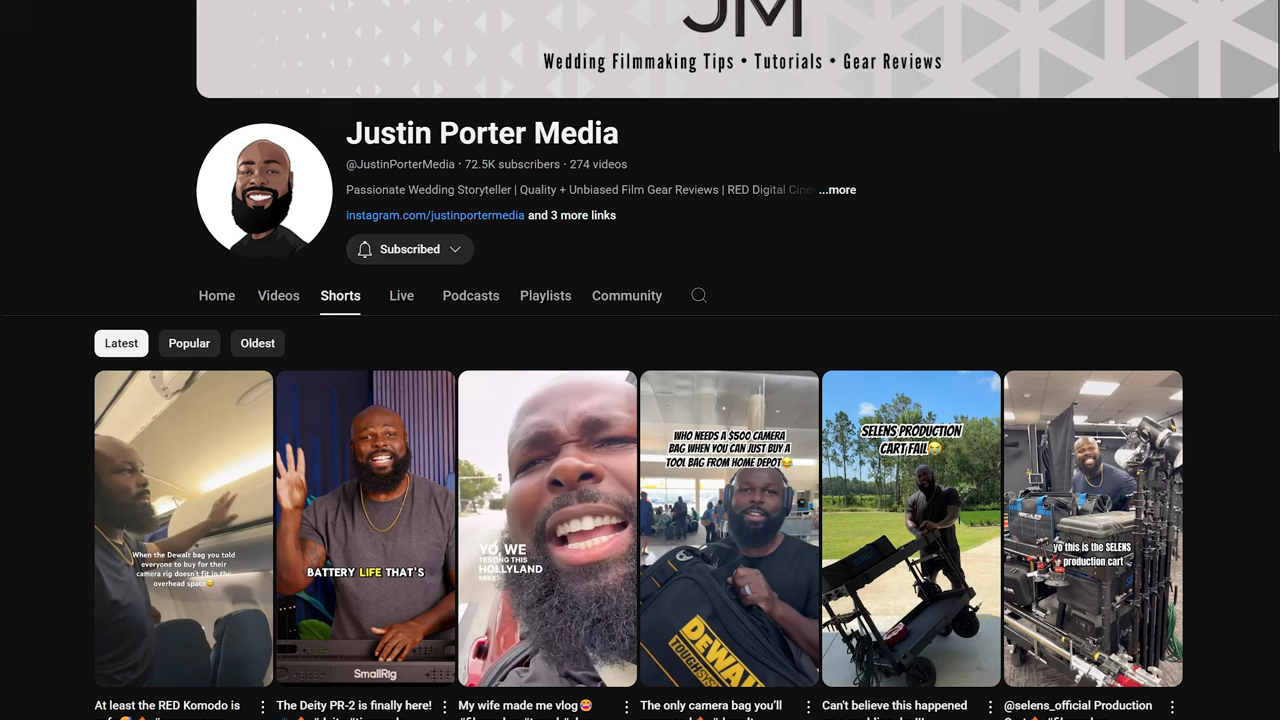 JM
Wedding Filmmaking Tips • Tutorials • Gear Reviews
Justin Porter Media
@JustinPorterMedia · 72.5K subscribers · 274 videos
Passionate Wedding Storyteller | Quality + Unbiased Film Gear Reviews | RED Digital Cine ...more
instagram.com/justinportermedia and 3 more links
Subscribed
Home Videos Shorts Live Podcasts Playlists Community
Latest Popular Oldest
When the Dewalt bag you told
everyone to buy for their
camera rig doesn't fit in the
overhead space😅
BATTERY LIFE THAT'S
SmallRig
YO, WE
TESTING THIS
HOLLYLAND
MIKE
WHO NEEDS A $500 CAMERA
BAG WHEN YOU CAN JUST BUY A
TOOL BAG FROM HOME DEPOT😂
DEWALT
TOUGHSYS
SELENS PRODUCTION
CART FAIL😭
yo this is the SELENS
production cart
At least the RED Komodo is
The Deity PR-2 is finally here!
My wife made me vlog😄
The only camera bag you'll
Can't believe this happened
@selens_official Production